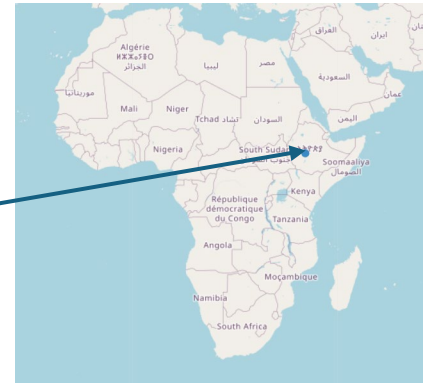 العراق
ایران
Algérie
الجزائر
ليبيا
مصر
السعودية
موريتانيا
عمان
Mali
Niger
Tchad تشاد
السودان
اليمن
Nigeria
South Sudan
جنوب
Soomaaliya
الصومال
Kenya
République
démocratique
du Congo
Tanzania
Angola
Moçambique
Namibia
South Africa